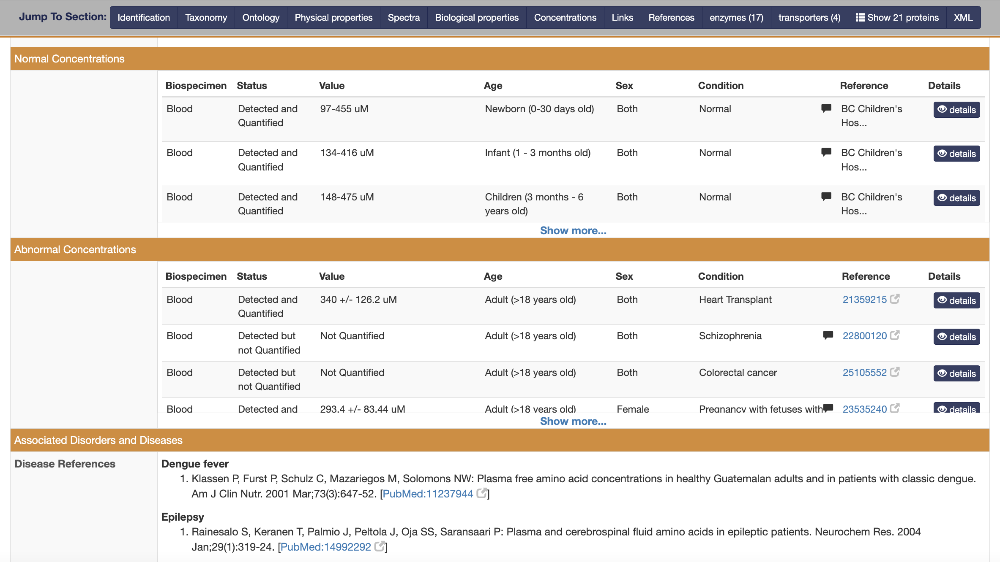 Jump To Section: Identification Taxonomy Ontology Physical properties Spectra Biological properties Concentrations Links References enzymes (17) transporters (4) Show 21 proteins XML
Normal Concentrations
Biospecimen Status Value Age Sex Condition Reference Details
Blood Detected and 97-455 uM Newborn (0-30 days old) Both Normal BC Children's details
Quantified Hos...
Blood Detected and 134-416 uM Infant (1 - 3 months old) Both Normal BC Children's details
Quantified Hos...
Blood Detected and 148-475 uM Children (3 months - 6 Both Normal BC Children's details
Quantified years old) Hos...
Show more...
Abnormal Concentrations
Biospecimen Status Value Age Sex Condition Reference Details
Blood Detected and 340 +/- 126.2 uM Adult (>18 years old) Both Heart Transplant 21359215 details
Quantified
Blood Detected but Not Quantified Adult (>18 years old) Both Schizophrenia 22800120 details
not Quantified
Blood Detected but Not Quantified Adult (>18 years old) Both Colorectal cancer 25105552 details
not Quantified
Blood Detected and 293.4 +/- 83.44 uM Adult (>18 years old) Female Pregnancy with fetuses with 23535240 details
Show more...
Associated Disorders and Diseases
Disease References Dengue fever
1. Klassen P, Furst P, Schulz C, Mazariegos M, Solomons NW: Plasma free amino acid concentrations in healthy Guatemalan adults and in patients with classic dengue.
Am J Clin Nutr. 2001 Mar;73(3):647-52. [PubMed:11237944 ]
Epilepsy
1. Rainesalo S, Keranen T, Palmio J, Peltola J, Oja SS, Saransaari P: Plasma and cerebrospinal fluid amino acids in epileptic patients. Neurochem Res. 2004
Jan;29(1):319-24. [PubMed:14992292 ]